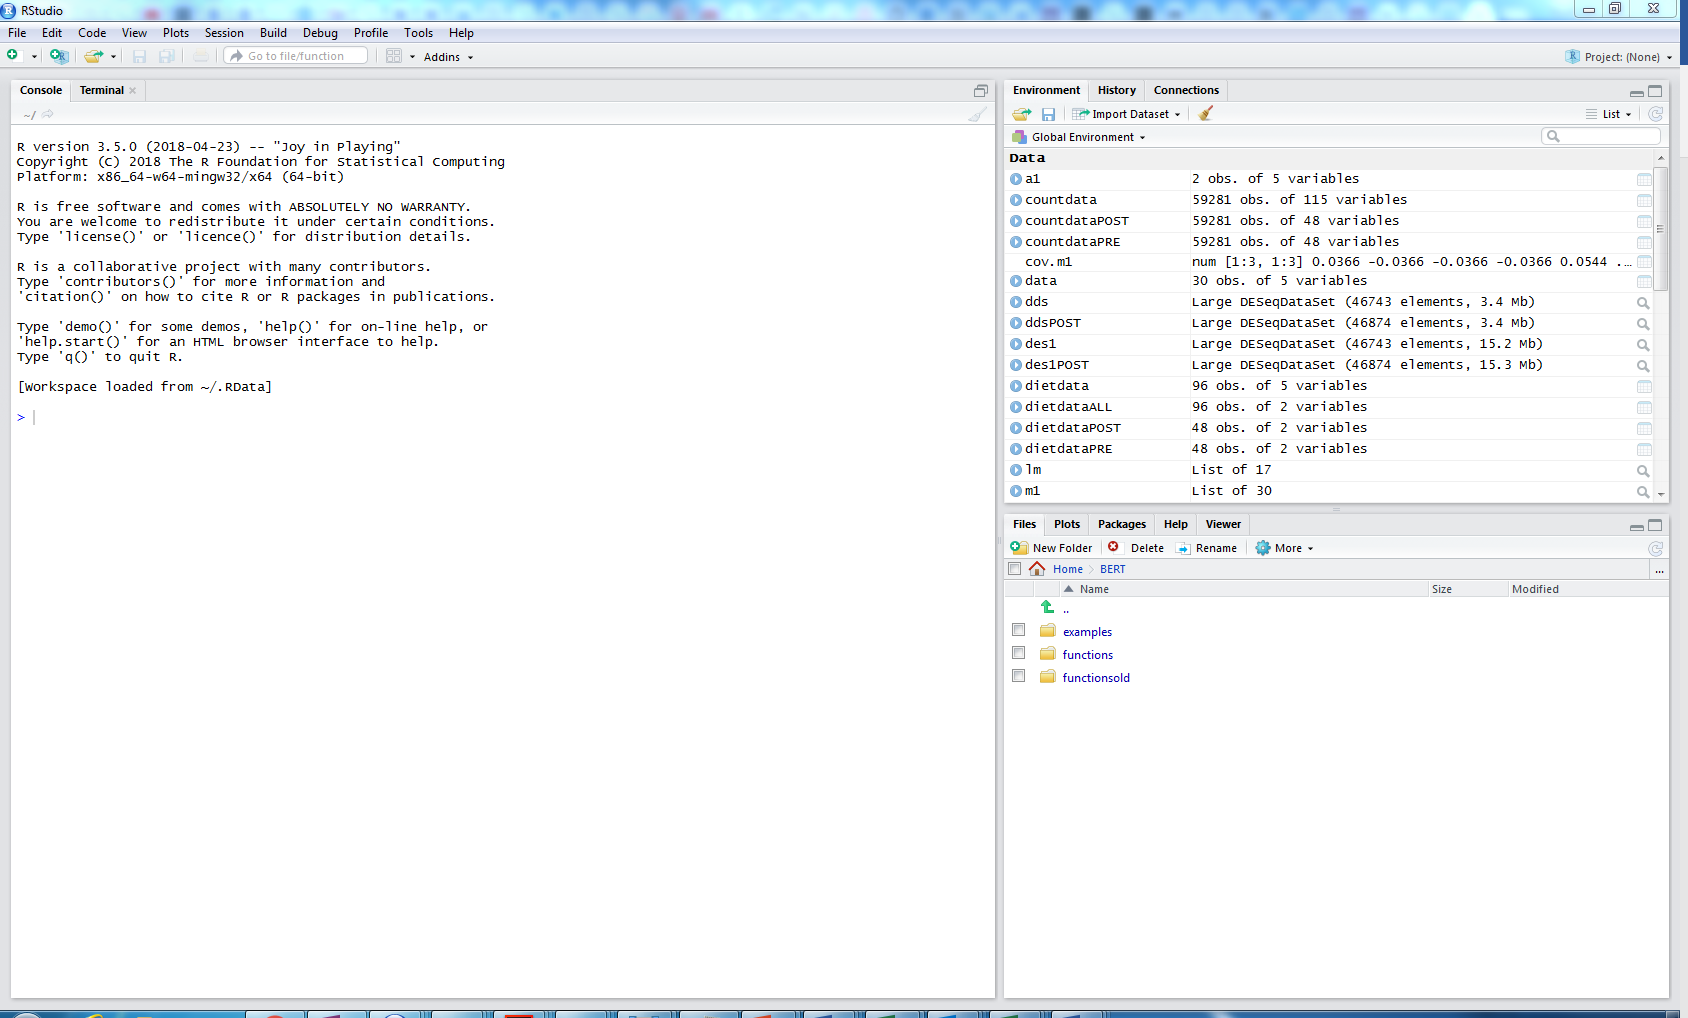 RStudio
File Edit Code View Plots Session Build Debug Profile Tools Help
Go to file/function Addins Project: (None)
Console Terminal
~/
R version 3.5.0 (2018-04-23) -- "Joy in Playing"
Copyright (C) 2018 The R Foundation for Statistical Computing
Platform: x86_64-w64-mingw32/x64 (64-bit)
R is free software and comes with ABSOLUTELY NO WARRANTY.
You are welcome to redistribute it under certain conditions.
Type 'license()' or 'licence()' for distribution details.
R is a collaborative project with many contributors.
Type 'contributors()' for more information and
'citation()' on how to cite R or R packages in publications.
Type 'demo()' for some demos, 'help()' for on-line help, or
'help.start()' for an HTML browser interface to help.
Type 'q()' to quit R.
[Workspace loaded from ~/.RData]
>
Environment History Connections
Import Dataset List
Global Environment
Data
a1 2 obs. of 5 variables
countdata 59281 obs. of 115 variables
countdataPOST 59281 obs. of 48 variables
countdataPRE 59281 obs. of 48 variables
cov.m1 num [1:3, 1:3] 0.0366 -0.0366 -0.0366 -0.0366 0.0544 ...
data 30 obs. of 5 variables
dds Large DESeqDataSet (46743 elements, 3.4 Mb)
ddsPOST Large DESeqDataSet (46874 elements, 3.4 Mb)
des1 Large DESeqDataSet (46743 elements, 15.2 Mb)
des1POST Large DESeqDataSet (46874 elements, 15.3 Mb)
dietdata 96 obs. of 5 variables
dietdataALL 96 obs. of 2 variables
dietdataPOST 48 obs. of 2 variables
dietdataPRE 48 obs. of 2 variables
lm List of 17
m1 List of 30
Files Plots Packages Help Viewer
New Folder Delete Rename More
Home BERT ...
Name Size Modified
..
examples
functions
functionsold